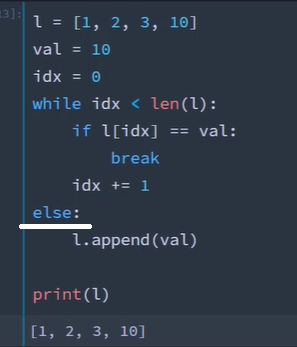 3]:
l = [1, 2, 3, 10]
val = 10
idx = 0
while idx < len(l):
    if l[idx] == val:
        break
    idx += 1
else:
    l.append(val)

print(l)
[1, 2, 3, 10]